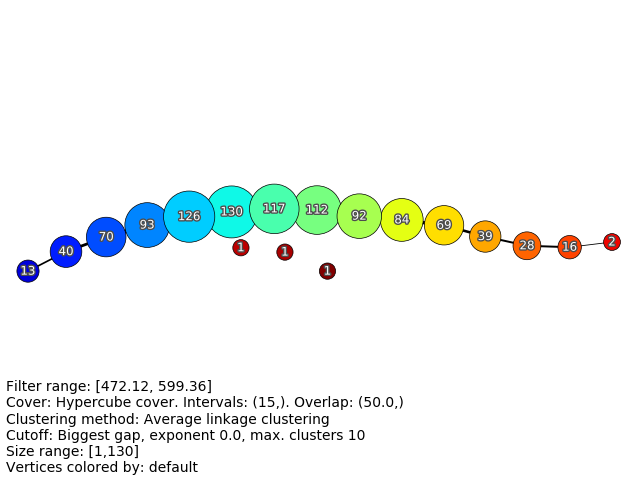 13 40 70 93 126 130 117 112 92 84 69 39 28 16 2
1 1 1
Filter range: [472.12, 599.36]
Cover: Hypercube cover. Intervals: (15,). Overlap: (50.0,)
Clustering method: Average linkage clustering
Cutoff: Biggest gap, exponent 0.0, max. clusters 10
Size range: [1,130]
Vertices colored by: default